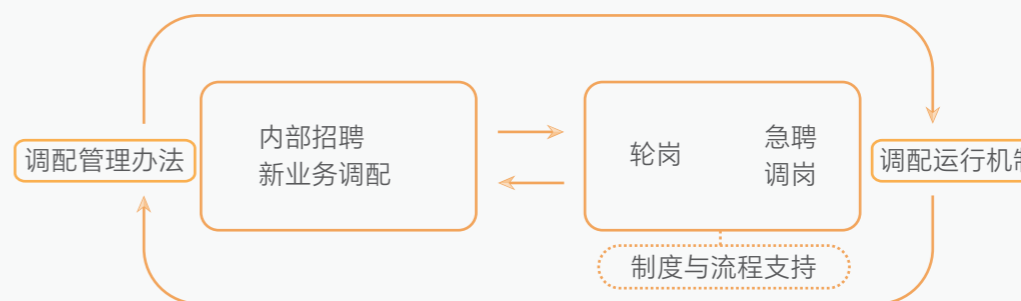 调配管理办法
内部招聘
新业务调配
轮岗
急聘
调岗
调配运行机制
制度与流程支持